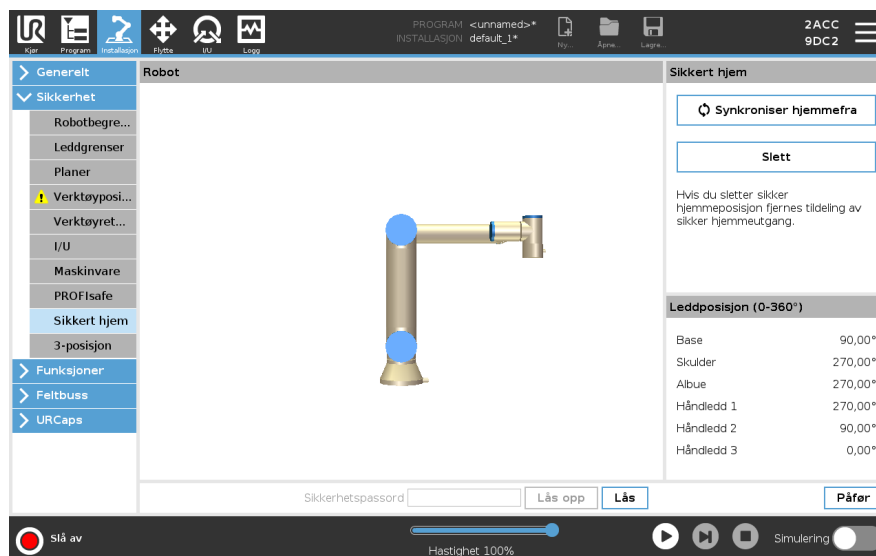 PROGRAM <unnamed>*
INSTALLASJON default_1*
2ACC
9DC2
Kjør
Program
Installasjon
Flytte
I/U
Logg
Ny...
Åpne...
Lagre...
Generelt
Sikkerhet
Robotbegre...
Leddgrenser
Planer
Verktøyposi...
Verktøyret...
I/U
Maskinvare
PROFIsafe
Sikkert hjem
3-posisjon
Funksjoner
Feltbuss
URCaps
Robot
Sikkert hjem
Synkroniser hjemmefra
Slett
Hvis du sletter sikker
hjemmeposisjon fjernes tildeling av
sikker hjemmeutgang.
Leddposisjon (0-360°)
Base 90,00°
Skulder 270,00°
Albue 270,00°
Håndledd 1 270,00°
Håndledd 2 90,00°
Håndledd 3 0,00°
Sikkerhetspassord
Lås opp
Lås
Påfør
Slå av
Hastighet 100%
Simulering